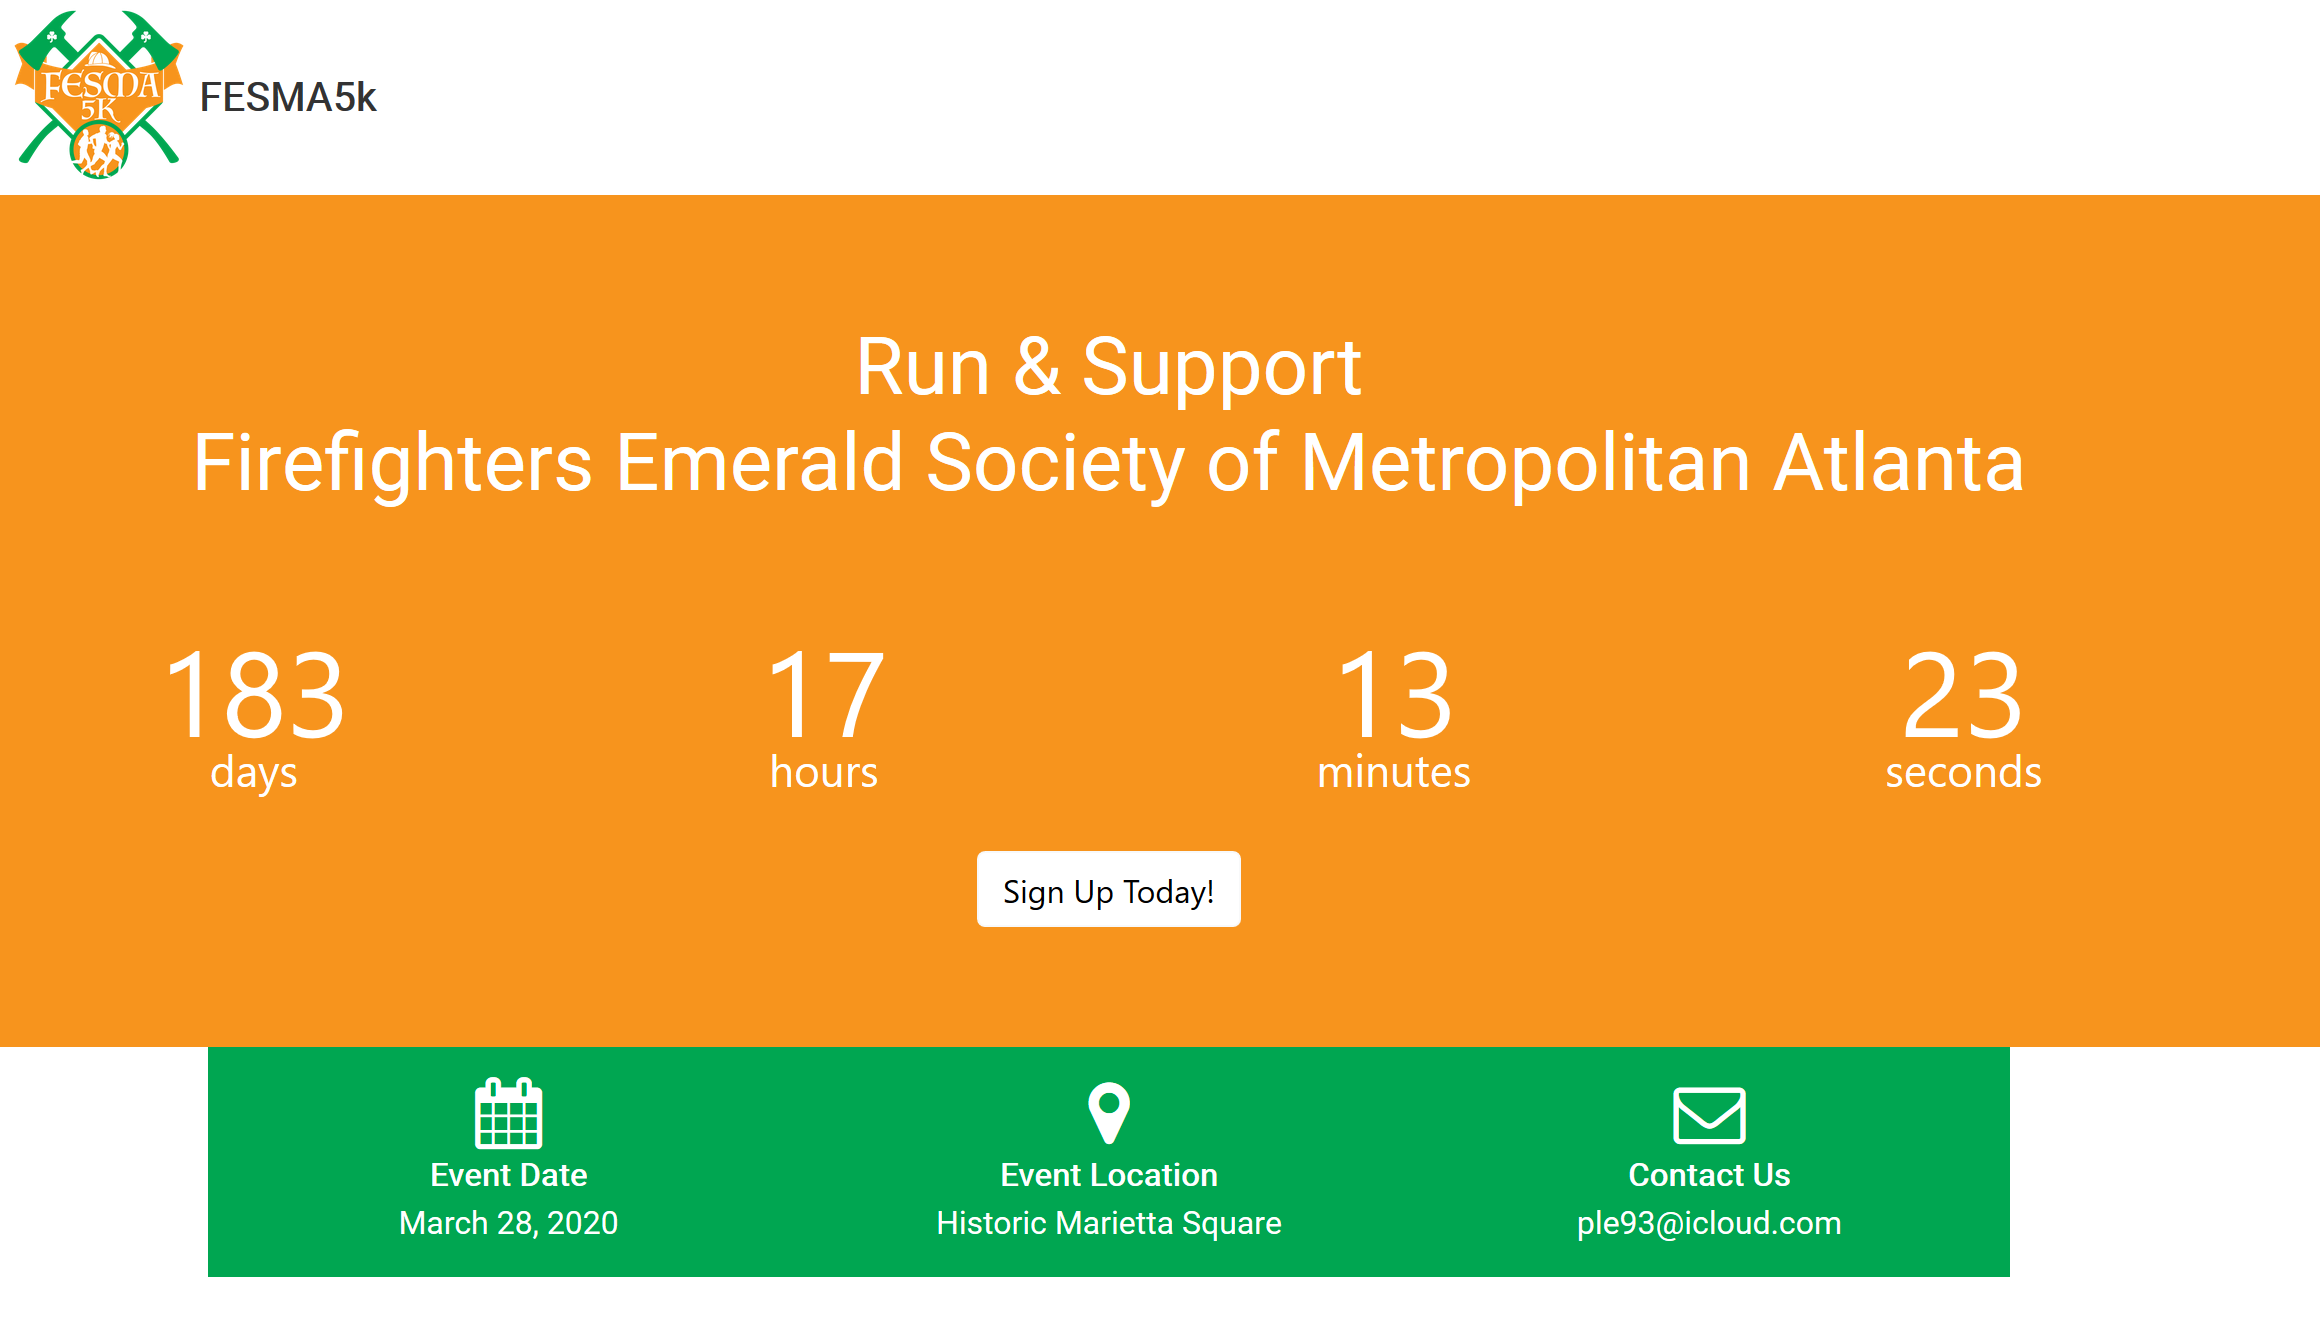 FESMA
5K
FESMA5k
Run & Support
Firefighters Emerald Society of Metropolitan Atlanta
183 17 13 23
days hours minutes seconds
Sign Up Today!
Event Date Event Location Contact Us
March 28, 2020 Historic Marietta Square ple93@icloud.com